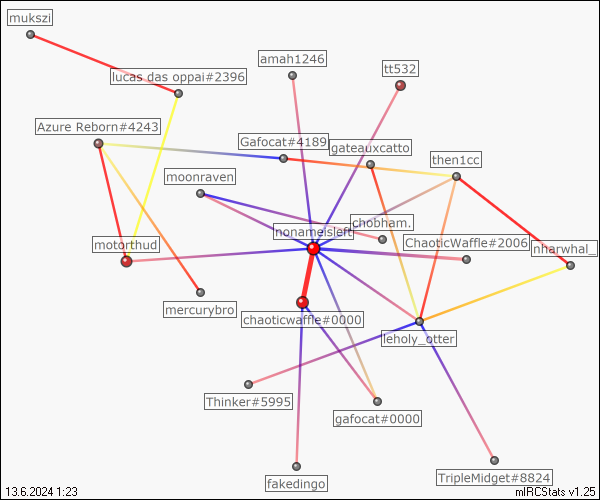 mukszi
amah1246
tt532
lucas das oppai#2396
Azure Reborn#4243
Gafocat#4189
gateauxcatto
then1cc
moonraven
chobham.
nonameisleft
motorthud
ChaoticWaffle#2006
nharwhal_
mercurybro
chaoticwaffle#0000
leholy_otter
Thinker#5995
gafocat#0000
fakedingo
TripleMidget#8824
13.6.2024 1:23
mIRCStats v1.25